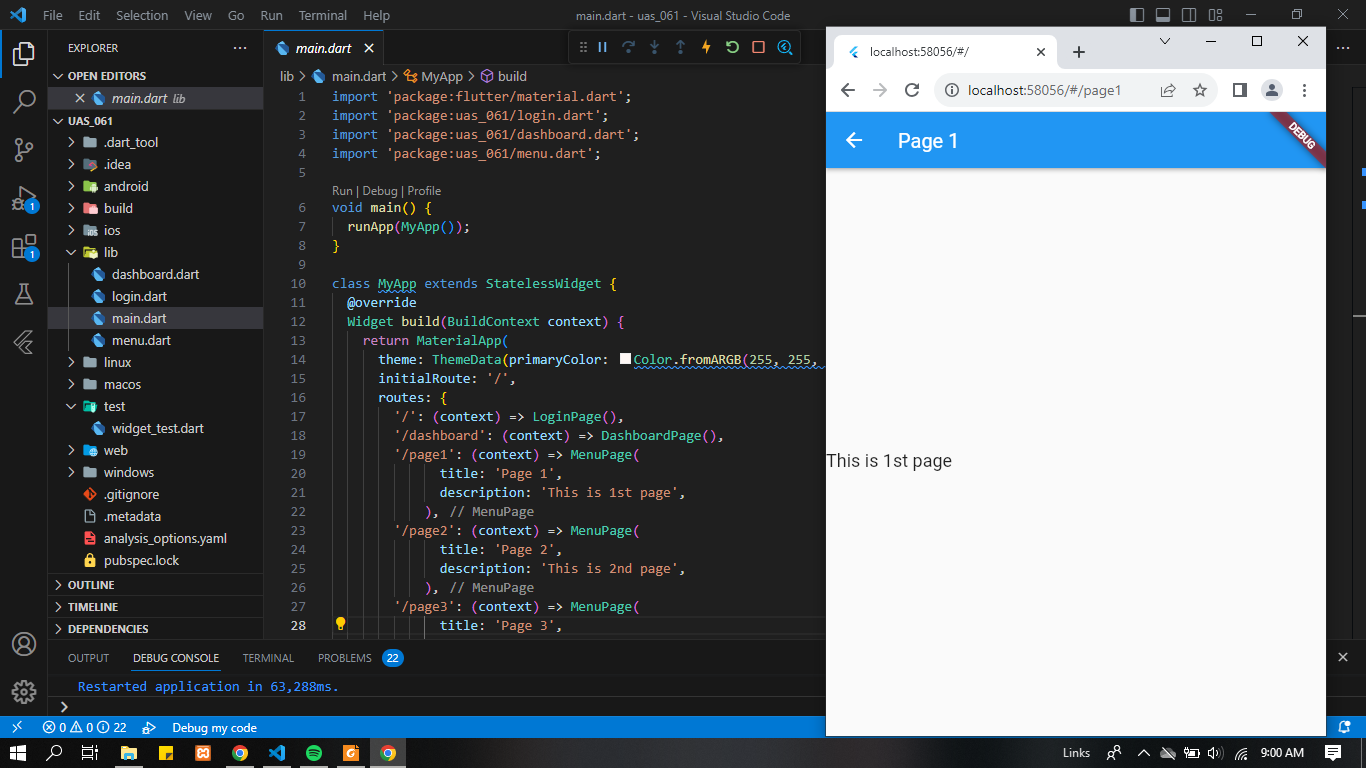 File Edit Selection View Go Run Terminal Help
main.dart - uas_061 - Visual Studio Code
EXPLORER
OPEN EDITORS
main.dart lib
UAS_061
.dart_tool
.idea
android
build
ios
lib
dashboard.dart
login.dart
main.dart
menu.dart
linux
macos
test
widget_test.dart
web
windows
.gitignore
.metadata
analysis_options.yaml
pubspec.lock
OUTLINE
TIMELINE
DEPENDENCIES
1
1
main.dart
lib > main.dart > MyApp > build
1 import 'package:flutter/material.dart';
2 import 'package:uas_061/login.dart';
3 import 'package:uas_061/dashboard.dart';
4 import 'package:uas_061/menu.dart';
5
Run | Debug | Profile
6 void main() {
7 runApp(MyApp());
8 }
9
10 class MyApp extends StatelessWidget {
11 @override
12 Widget build(BuildContext context) {
13 return MaterialApp(
14 theme: ThemeData(primaryColor: Color.fromARGB(255, 255,
15 initialRoute: '/',
16 routes: {
17 '/': (context) => LoginPage(),
18 '/dashboard': (context) => DashboardPage(),
19 '/page1': (context) => MenuPage(
20 title: 'Page 1',
21 description: 'This is 1st page',
22 ), // MenuPage
23 '/page2': (context) => MenuPage(
24 title: 'Page 2',
25 description: 'This is 2nd page',
26 ), // MenuPage
27 '/page3': (context) => MenuPage(
28 title: 'Page 3',
OUTPUT DEBUG CONSOLE TERMINAL PROBLEMS 22
Restarted application in 63,288ms.
0 0 22 Debug my code
localhost:58056/#/
localhost:58056/#/page1
Page 1
DEBUG
This is 1st page
Links
9:00 AM